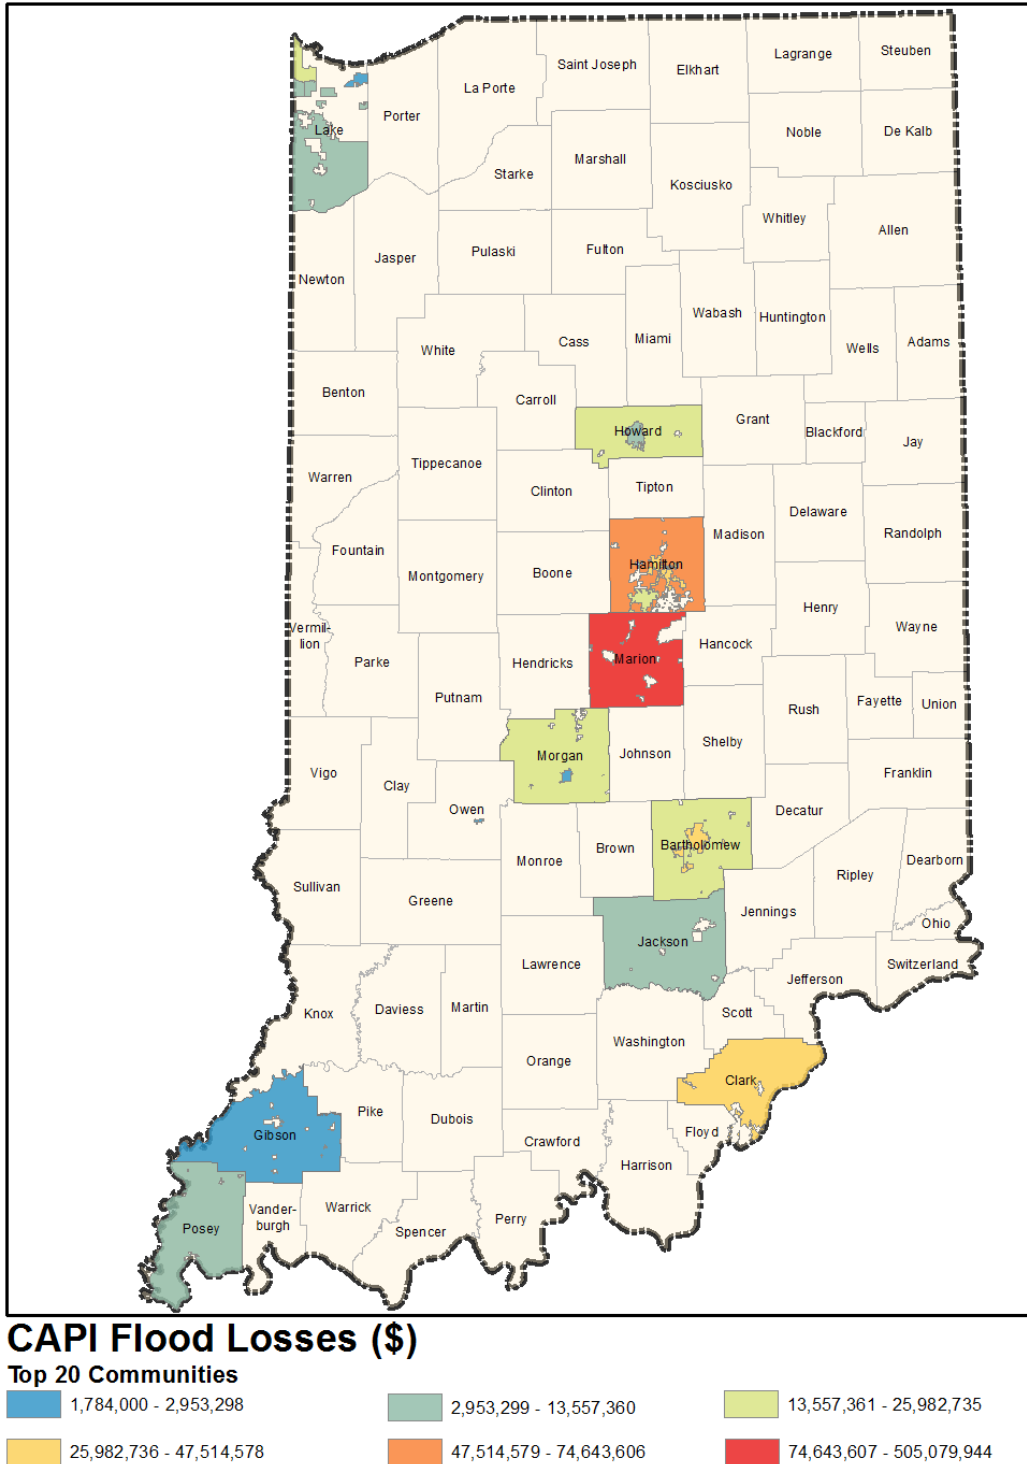 Lagrange
Steuben
Saint Joseph
Elkhart
La Porte
Porter
Lake
Noble
De Kalb
Marshall
Starke
Kosciusko
Whitley
Allen
Pulaski
Fulton
Jasper
Newton
Wabash
Huntington
Miami
Cass
White
Wells
Adams
Benton
Carroll
Grant
Howard
Blackford
Jay
Tippecanoe
Warren
Clinton
Tipton
Delaware
Madison
Randolph
Fountain
Hamilton
Boone
Montgomery
Henry
Vermil-
lion
Wayne
Hancock
Marion
Hendricks
Parke
Putnam
Rush
Fayette
Union
Shelby
Johnson
Morgan
Vigo
Franklin
Clay
Owen
Decatur
Bartholomew
Brown
Monroe
Dearborn
Ripley
Sullivan
Greene
Jennings
Ohio
Jackson
Lawrence
Switzerland
Jefferson
Knox
Daviess
Martin
Scott
Washington
Orange
Clark
Pike
Dubois
Gibson
Floyd
Crawford
Harrison
Warrick
Vander-
burgh
Perry
Posey
Spencer
CAPI Flood Losses ($)
Top 20 Communities
1,784,000 - 2,953,298
2,953,299 - 13,557,360
13,557,361 - 25,982,735
25,982,736 - 47,514,578
47,514,579 - 74,643,606
74,643,607 - 505,079,944